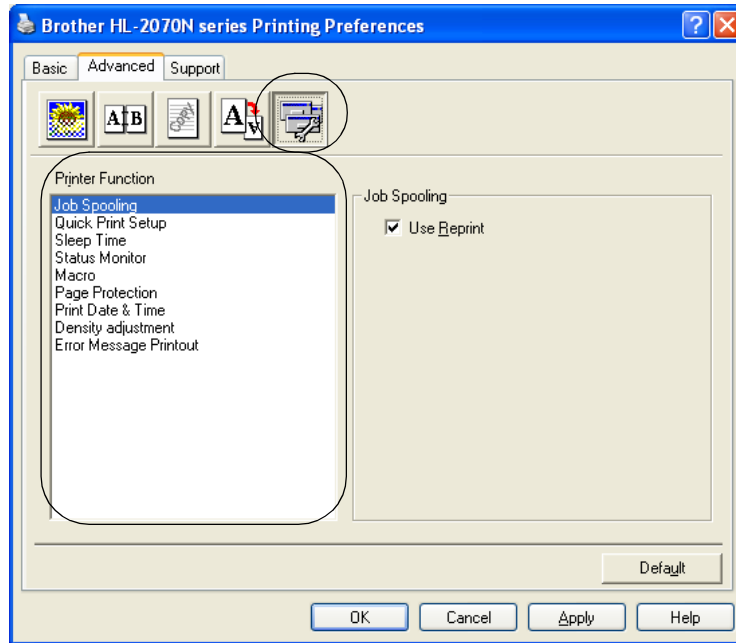 Brother HL-2070N series Printing Preferences
Basic Advanced Support
A B Copy A A
Printer Function
Job Spooling
Quick Print Setup
Sleep Time
Status Monitor
Macro
Page Protection
Print Date & Time
Density adjustment
Error Message Printout
Job Spooling
Use Reprint
Default
OK Cancel Apply Help